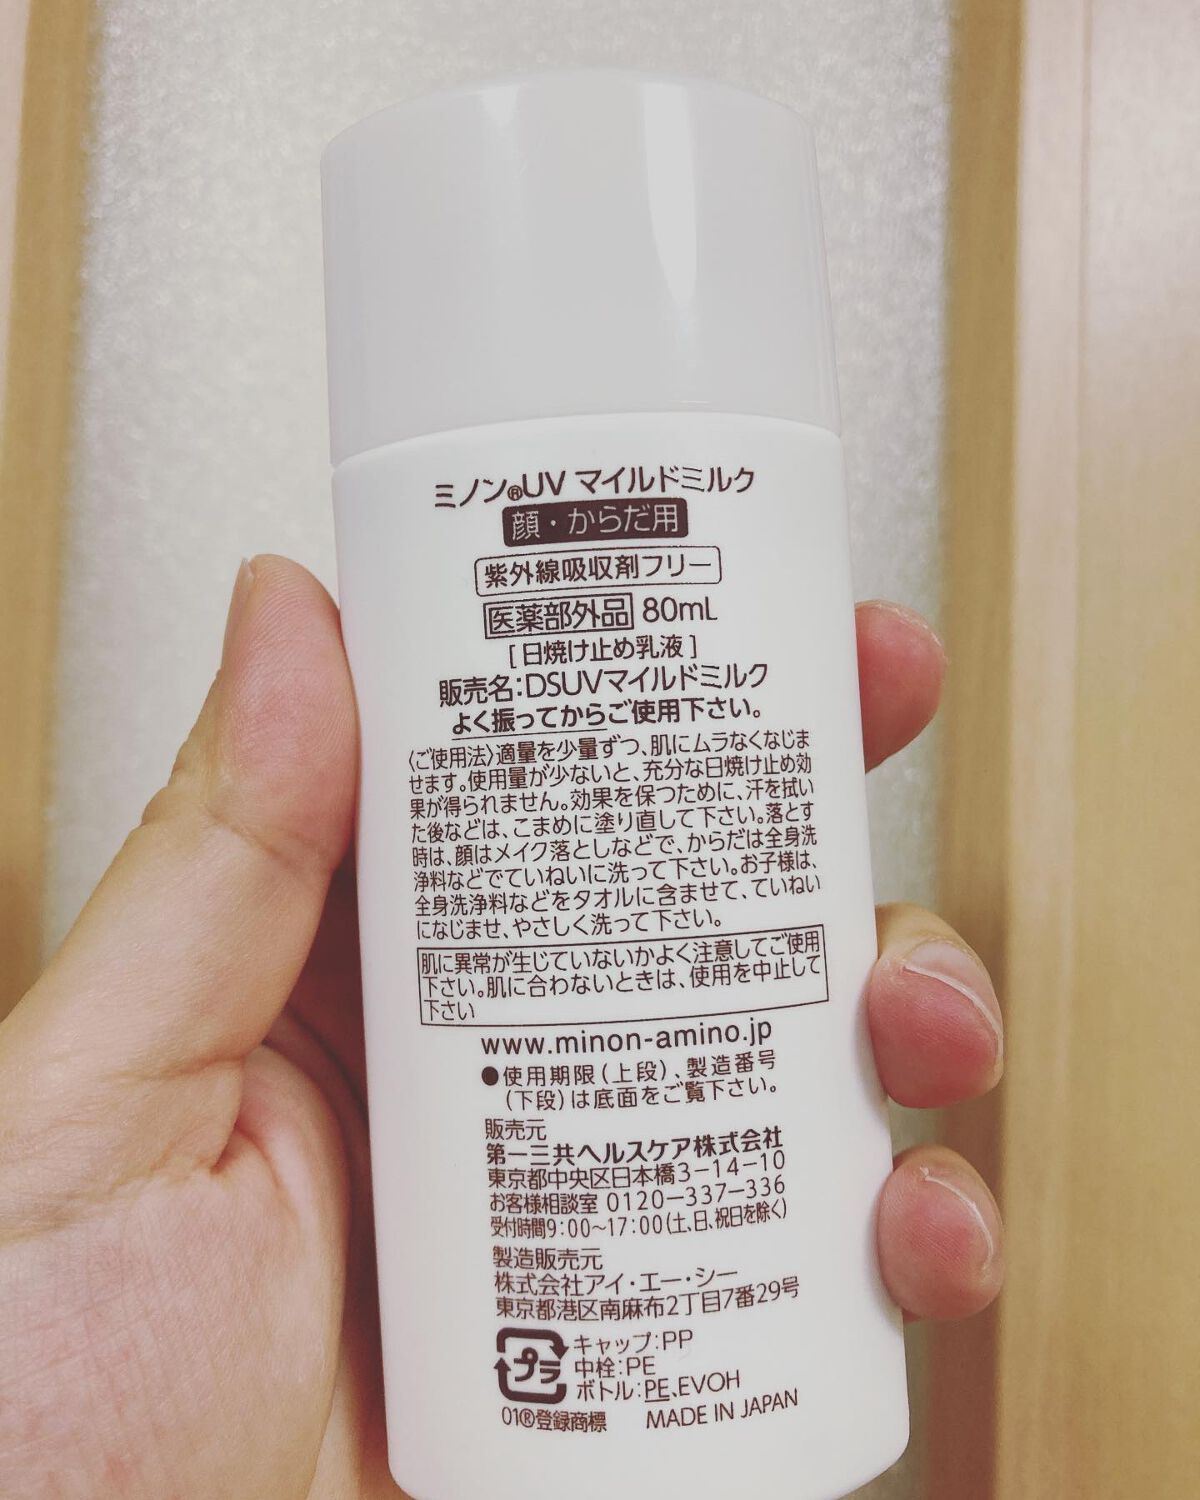 ミノン®UV マイルドミルク
顔・からだ用
紫外線吸収剤フリー
医薬部外品 80mL
[日焼け止め乳液]
販売名:DSUVマイルドミルク
よく振ってからご使用下さい。
〈ご使用法〉適量を少量ずつ、肌にムラなくなじま
せます。使用量が少ないと、充分な日焼け止め効
果が得られません。効果を保つために、汗を拭い
た後などは、こまめに塗り直して下さい。落とす
時は、顔はメイク落としなどで、からだは全身洗
浄料などでていねいに洗って下さい。お子様は、
全身洗浄料などをタオルに含ませて、ていねい
になじませ、やさしく洗って下さい。
肌に異常が生じていないかよく注意してご使用
下さい。肌に合わないときは、使用を中止して
下さい
www.minon-amino.jp
●使用期限(上段)、製造番号
(下段)は底面をご覧下さい。
販売元
第一三共ヘルスケア株式会社
東京都中央区日本橋3-14-10
お客様相談室 0120-337-336
受付時間9:00〜17:00(土、日、祝日を除く)
製造販売元
株式会社アイ・エー・シー
東京都港区南麻布2丁目7番29号
プラ
キャップ:PP
中栓:PE
ボトル:PE、EVOH
01®登録商標 MADE IN JAPAN